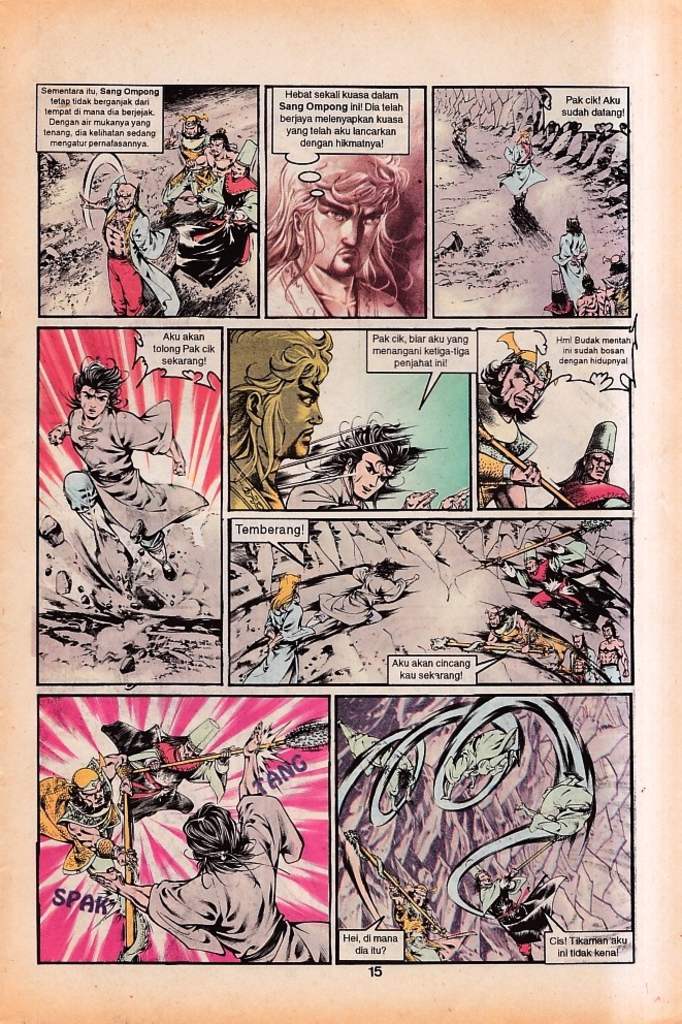 Sementara itu, Sang Ompong
tetap tidak berganjak dari
tempat di mana dia berjejak.
Dengan air mukanya yang
tenang, dia kelihatan sedang
mengatur pernafasannya.
Hebat sekali kuasa dalam
Sang Ompong ini! Dia telah
berjaya melenyapkan kuasa
yang telah aku lancarkan
dengan hikmatnya!
Pak cik! Aku
sudah datang!
Aku akan
tolong Pak cik
sekarang!
Pak cik, biar aku yang
menangani ketiga-tiga
penjahat ini!
Hm! Budak mentah
ini sudah bosan
dengan hidupnya!
Temberang!
Aku akan cincang
kau sekarang!
TANG
SPAK
Hei, di mana
dia itu?
Cis! Tikaman aku
ini tidak kena!
15